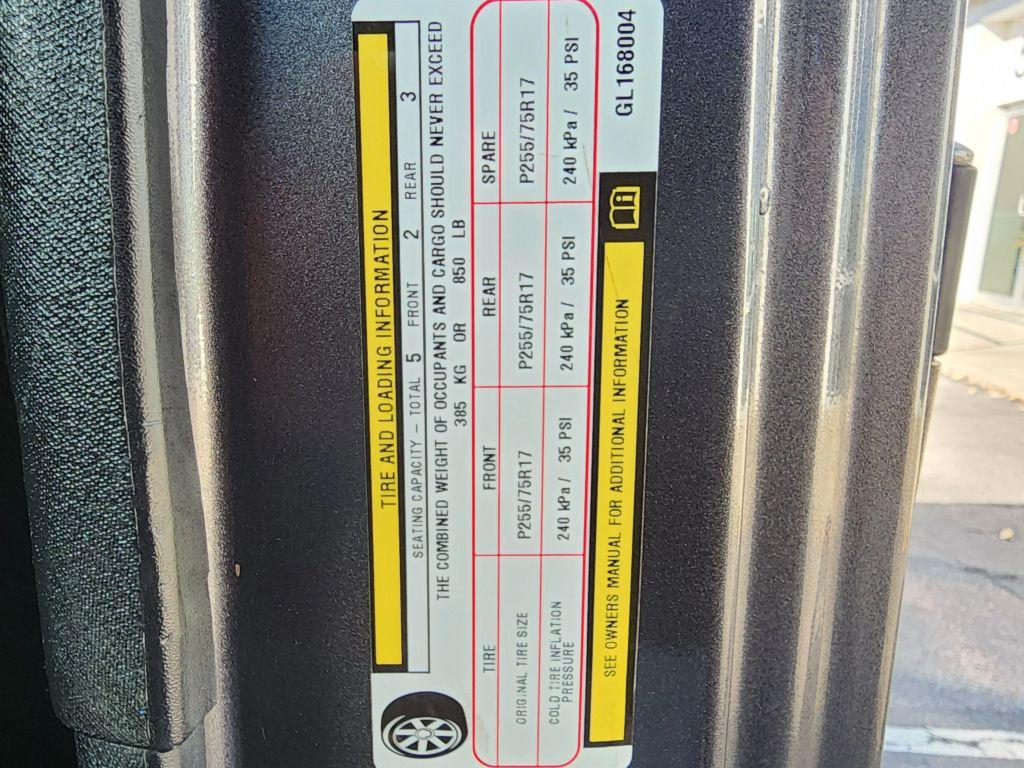 TIRE AND LOADING INFORMATION
SEATING CAPACITY – TOTAL 5 FRONT 2 REAR 3
THE COMBINED WEIGHT OF OCCUPANTS AND CARGO SHOULD NEVER EXCEED
385 KG OR 850 LB
TIRE FRONT REAR SPARE
ORIGINAL TIRE SIZE P255/75R17 P255/75R17 P255/75R17
COLD TIRE INFLATION PRESSURE 240 kPa / 35 PSI 240 kPa / 35 PSI 240 kPa / 35 PSI
SEE OWNERS MANUAL FOR ADDITIONAL INFORMATION
GL168004